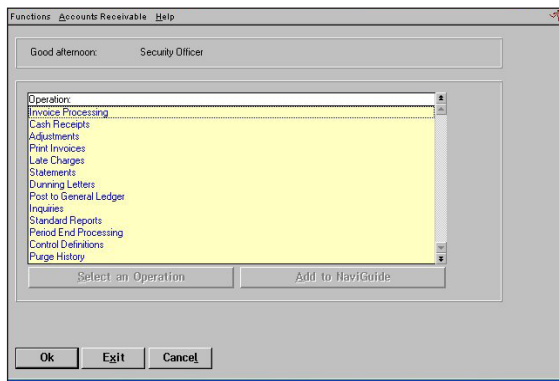 Functions Accounts Receivable Help
Good afternoon: Security Officer
Operation:
Invoice Processing
Cash Receipts
Adjustments
Print Invoices
Late Charges
Statements
Dunning Letters
Post to General Ledger
Inquiries
Standard Reports
Period End Processing
Control Definitions
Purge History
Select an Operation Add to NaviGuide
Ok Exit Cancel